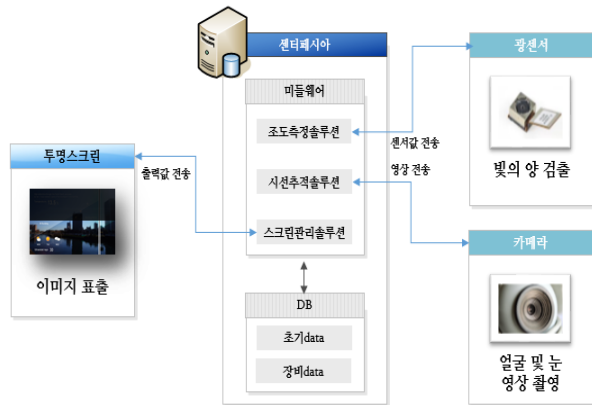 센터페시아
미들웨어
조도측정솔루션
시선추적솔루션
스크린관리솔루션
DB
초기data
장비data
투명스크린
이미지 표출
출력값 전송
센서값 전송
영상 전송
광센서
빛의 양 검출
카메라
얼굴 및 눈
영상 촬영